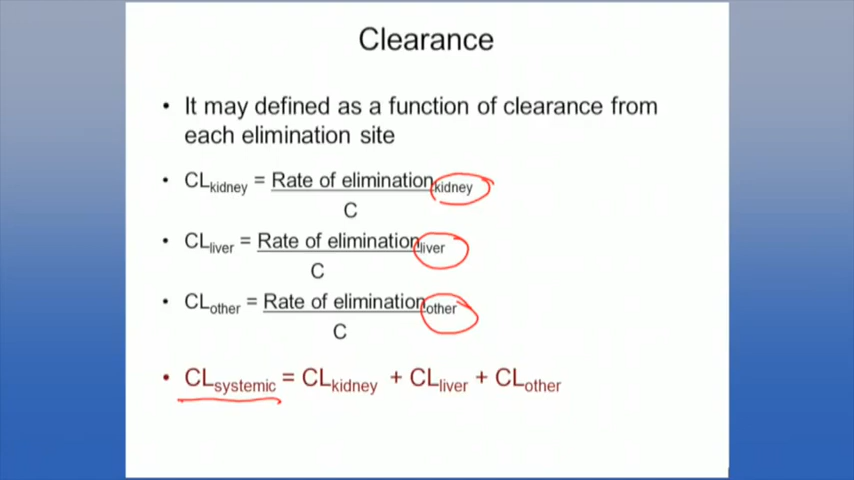 Clearance
• It may defined as a function of clearance from
each elimination site
• CLkidney = Rate of eliminationkidney
C
• CLliver = Rate of eliminationliver
C
• CLother = Rate of eliminationother
C
• CLsystemic = CLkidney + CLliver + CLother